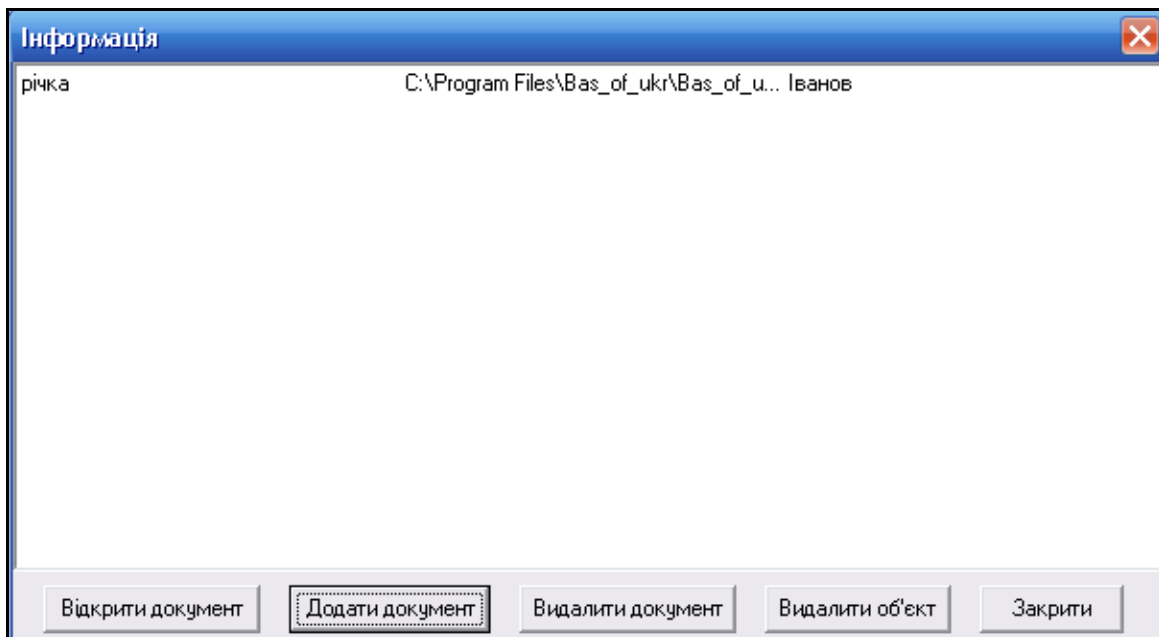 Інформація
річка C:\Program Files\Bas_of_ukr\Bas_of_u... Іванов
Відкрити документ Додати документ Видалити документ Видалити об'єкт Закрити